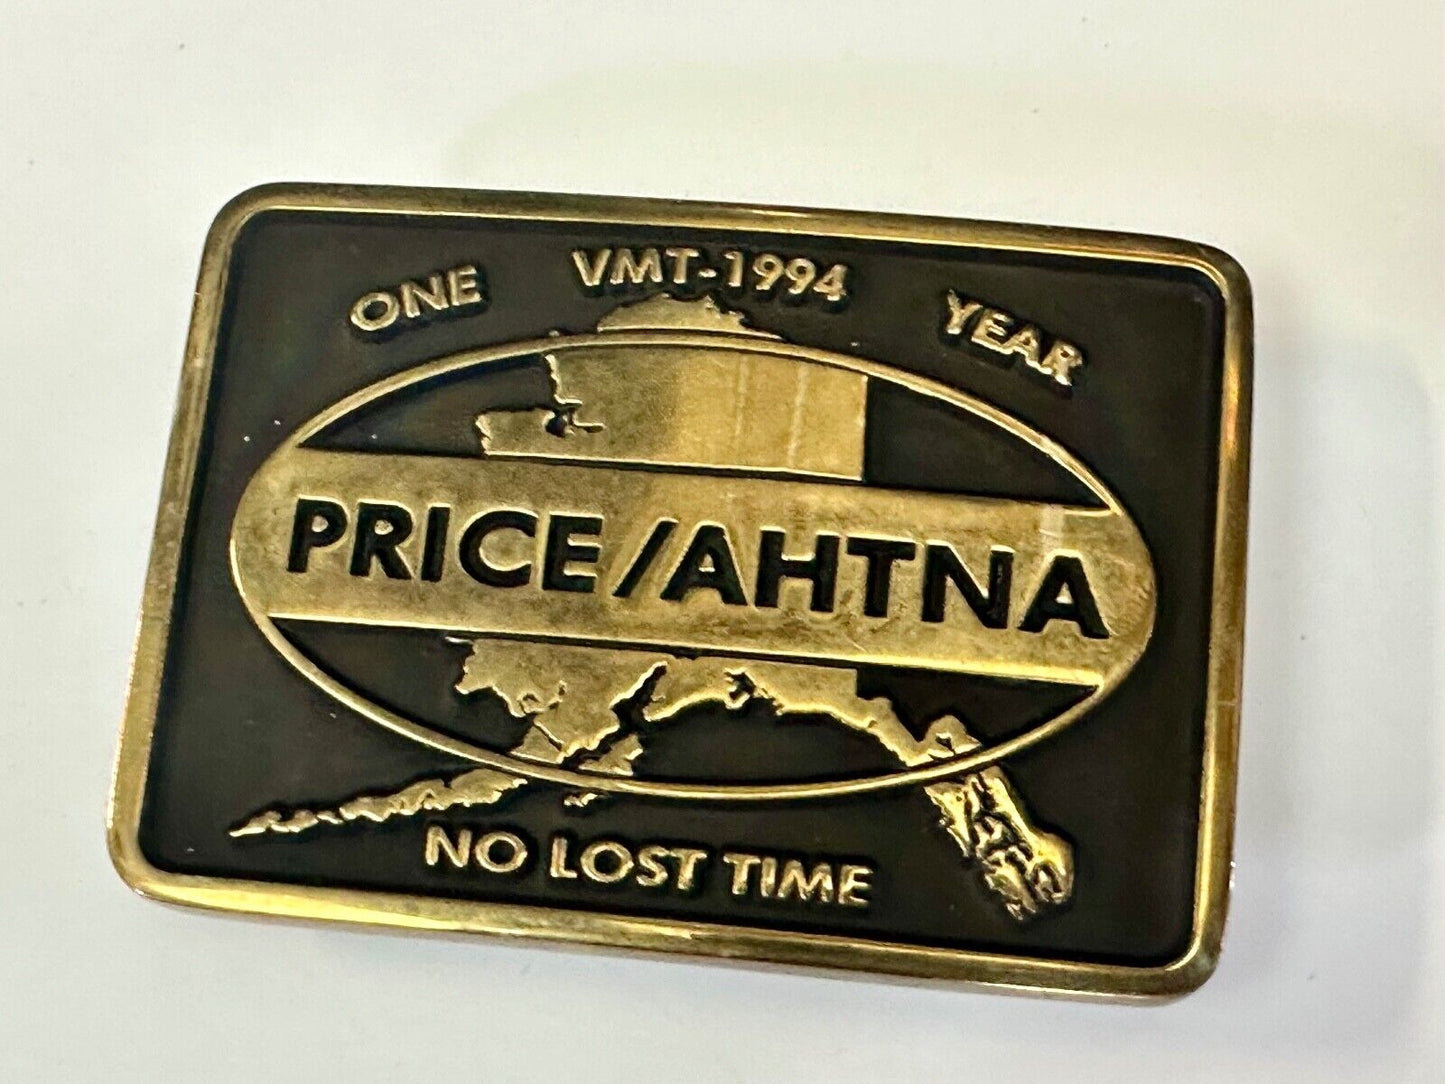 ONE VMT-1994 YEAR
PRICE/AHTNA
NO LOST TIME